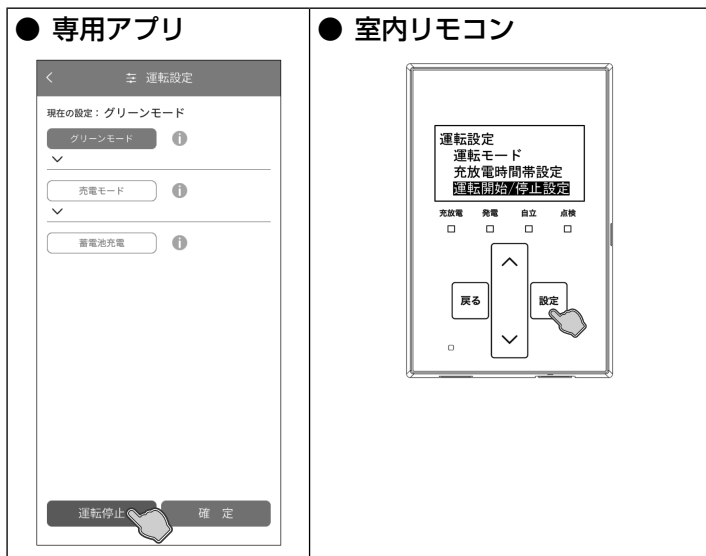 ● 専用アプリ
運転設定
現在の設定：グリーンモード
グリーンモード
売電モード
蓄電池充電
運転停止
確 定
● 室内リモコン
運転設定
運転モード
充放電時間帯設定
運転開始/停止設定
充放電 発電 自立 点検
戻る
設定